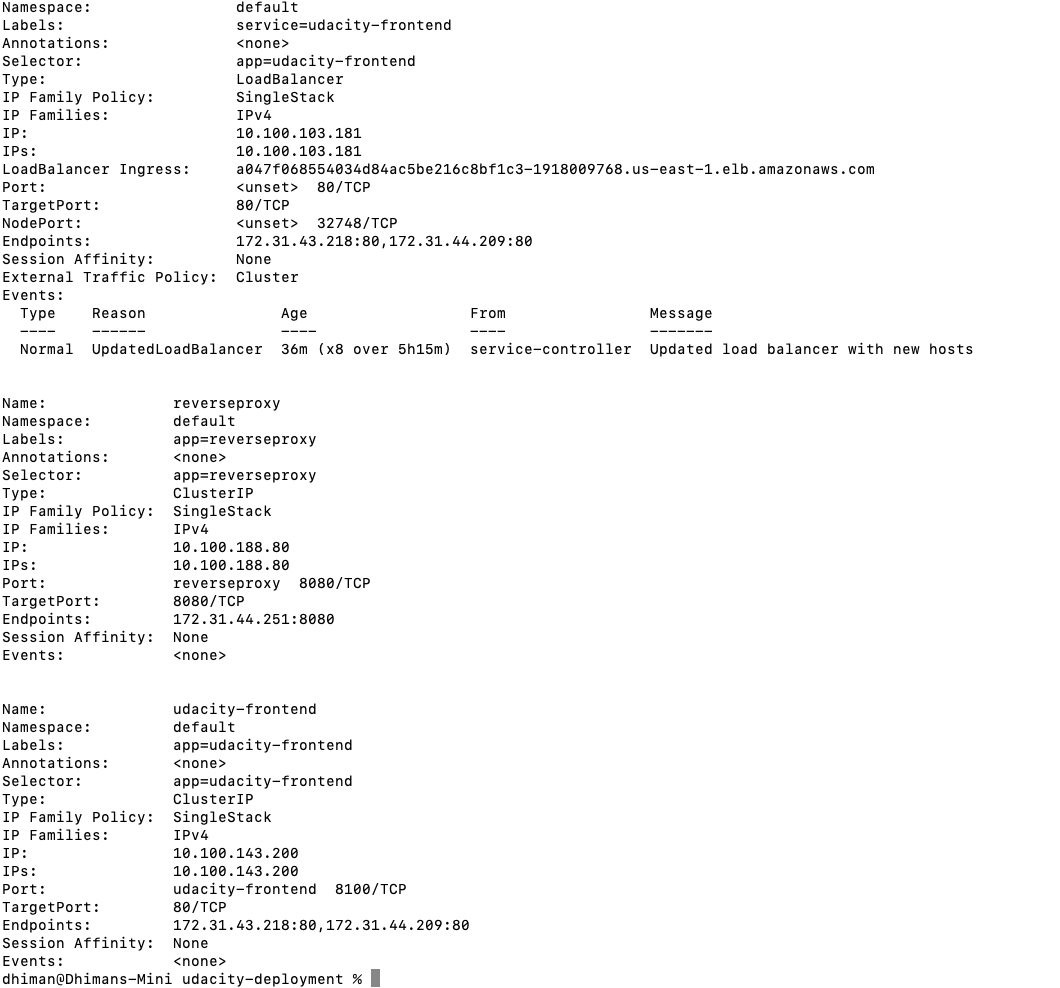 Namespace:                default
Labels:                   service=udacity-frontend
Annotations:              <none>
Selector:                 app=udacity-frontend
Type:                     LoadBalancer
IP Family Policy:         SingleStack
IP Families:              IPv4
IP:                       10.100.103.181
IPs:                      10.100.103.181
LoadBalancer Ingress:     a047f068554034d84ac5be216c8bf1c3-1918009768.us-east-1.elb.amazonaws.com
Port:                     <unset>  80/TCP
TargetPort:               80/TCP
NodePort:                 <unset>  32748/TCP
Endpoints:                172.31.43.218:80,172.31.44.209:80
Session Affinity:         None
External Traffic Policy:  Cluster
Events:
  Type    Reason               Age                  From                Message
  ----    ------               ----                 ----                -------
  Normal  UpdatedLoadBalancer  36m (x8 over 5h15m)  service-controller  Updated load balancer with new hosts
Name:              reverseproxy
Namespace:         default
Labels:            app=reverseproxy
Annotations:       <none>
Selector:          app=reverseproxy
Type:              ClusterIP
IP Family Policy:  SingleStack
IP Families:       IPv4
IP:                10.100.188.80
IPs:               10.100.188.80
Port:              reverseproxy  8080/TCP
TargetPort:        8080/TCP
Endpoints:         172.31.44.251:8080
Session Affinity:  None
Events:            <none>
Name:              udacity-frontend
Namespace:         default
Labels:            app=udacity-frontend
Annotations:       <none>
Selector:          app=udacity-frontend
Type:              ClusterIP
IP Family Policy:  SingleStack
IP Families:       IPv4
IP:                10.100.143.200
IPs:               10.100.143.200
Port:              udacity-frontend  8100/TCP
TargetPort:        80/TCP
Endpoints:         172.31.43.218:80,172.31.44.209:80
Session Affinity:  None
Events:            <none>
dhiman@Dhimans-Mini udacity-deployment %